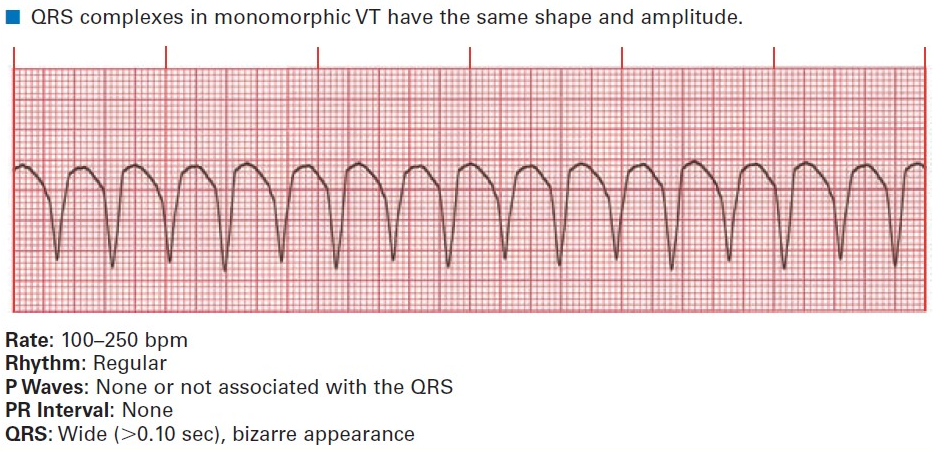 ■ QRS complexes in monomorphic VT have the same shape and amplitude.
Rate: 100–250 bpm
Rhythm: Regular
P Waves: None or not associated with the QRS
PR Interval: None
QRS: Wide (>0.10 sec), bizarre appearance